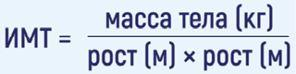 ИМТ = масса тела (кг)
рост (м) × рост (м)